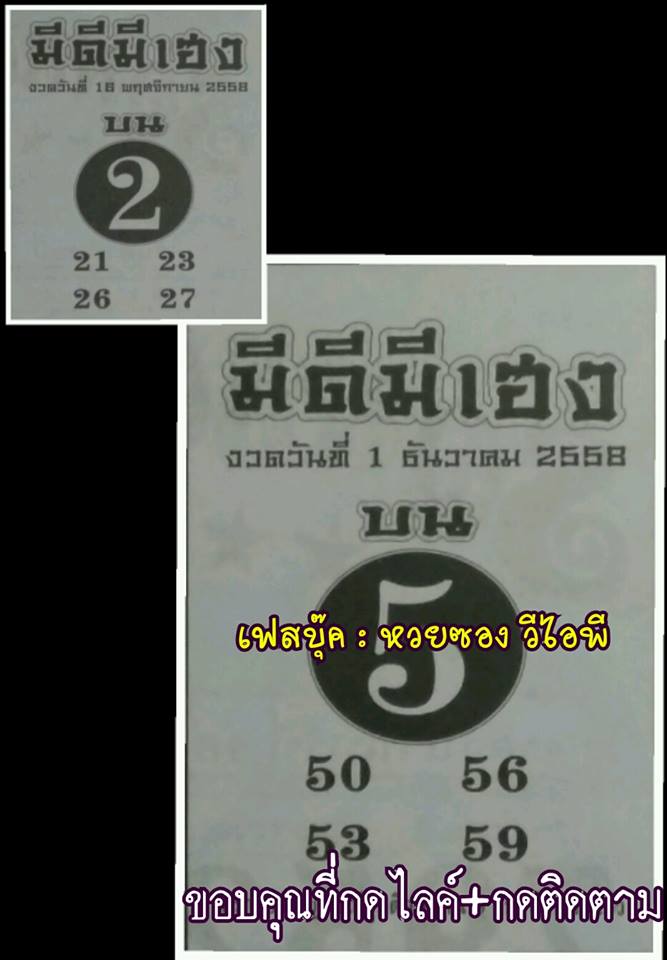 มีดีมีเฮง
งวดวันที่ 16 พฤศจิกายน 2558
บน
2
21 23
26 27
มีดีมีเฮง
งวดวันที่ 1 ธันวาคม 2558
บน
5
เฟสบุ๊ค : หวยซอง วีไอพี
50 56
53 59
ขอบคุณที่กดไลค์+กดติดตาม